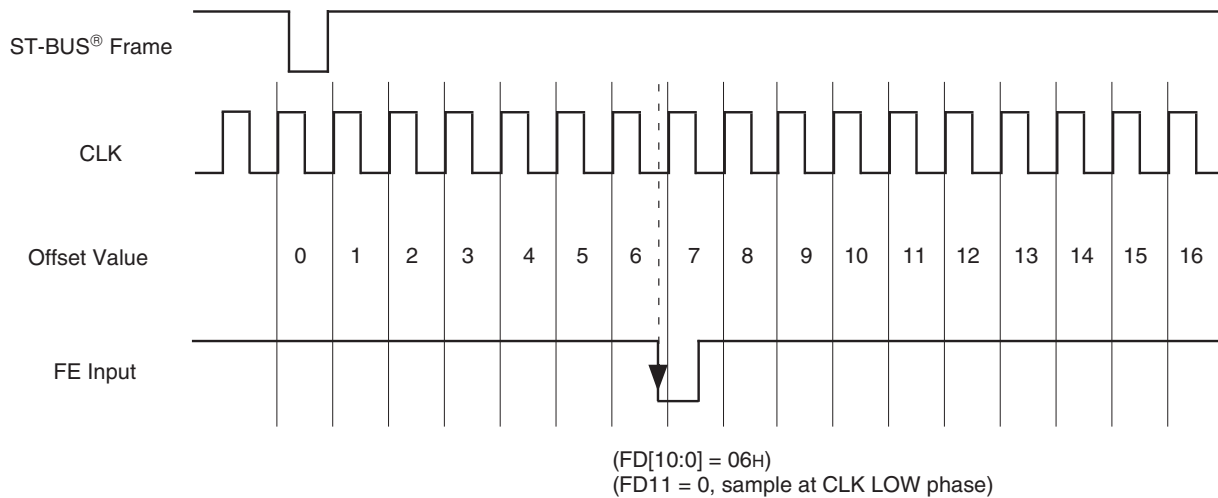 ST-BUS® Frame
CLK
Offset Value 0 1 2 3 4 5 6 7 8 9 10 11 12 13 14 15 16
FE Input
(FD[10:0] = 06H)
(FD11 = 0, sample at CLK LOW phase)